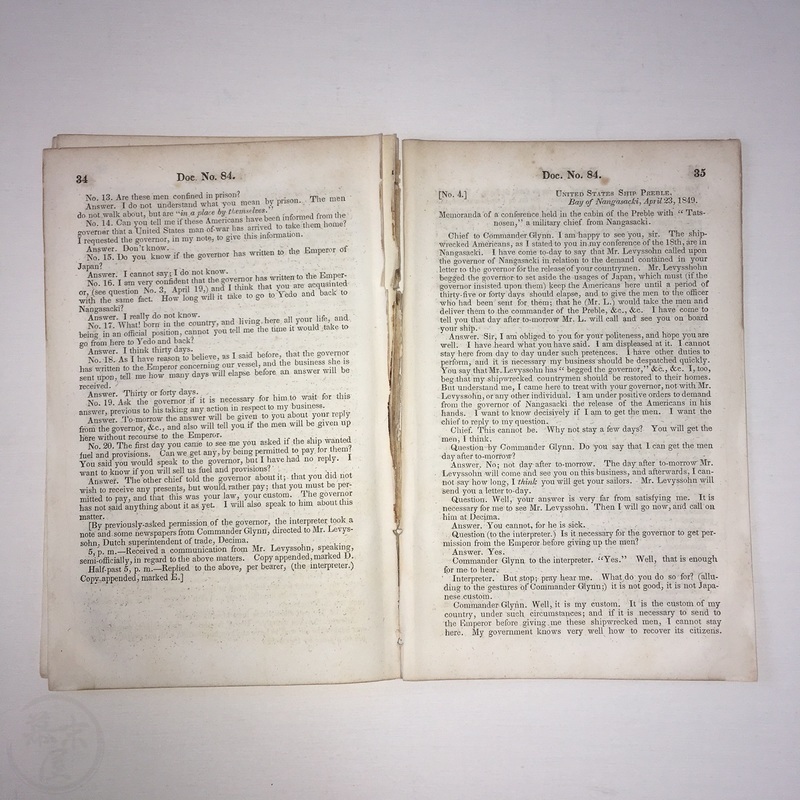 34
Doc. No. 84.
No. 13. Are these men confined in prison?
Answer. I do not understand what you mean by prison. The men
do not walk about, but are "in a place by themselves."
No. 14. Can you tell me if these Americans have been informed from the
governor that a United States man-of-war has arrived to take them home?
I requested the governor, in my note, to give this information.
Answer. Don't know.
No. 15. Do you know if the governor has written to the Emperor of
Japan?
Answer. I cannot say; I do not know.
No. 16. I am very confident that the governor has written to the Emper-
or, (see question No. 3, April 19,) and I think that you are acquainted
with the same fact. How long will it take to go to Yedo and back to
Nangasacki?
Answer. I really do not know.
No. 17. What! born in the country, and living here all your life, and
being in an official position, cannot you tell me the time it would take to
go from here to Yedo and back?
Answer. I think thirty days.
No. 18. As I have reason to believe, as I said before, that the governor
has written to the Emperor concerning our vessel, and the business she is
sent upon, tell me how many days will elapse before an answer will be
received.
Answer. Thirty or forty days.
No. 19. Ask the governor if it is necessary for him to wait for this
answer, previous to his taking any action in respect to my business.
Answer. To-morrow the answer will be given to you about your reply
from the governor, &c., and also will tell you if the men will be given up
here without recourse to the Emperor.
No. 20. The first day you came to see me you asked if the ship wanted
fuel and provisions. Can we get any, by being permitted to pay for them?
You said you would speak to the governor, but I have had no reply. I
want to know if you will sell us fuel and provisions?
Answer. The other chief told the governor about it; that you did not
wish to receive any presents, but would rather pay; that you must be per-
mitted to pay, and that this was your law, your custom. The governor
has not said anything about it as yet. I will also speak to him about this
matter.
[By previously-asked permission of the governor, the interpreter took a
note and some newspapers from Commander Glynn, directed to Mr. Levys-
sohn, Dutch superintendent of trade, Decima.
5, p. m.—Received a communication from Mr. Levyssohn, speaking,
semi-officially, in regard to the above matters. Copy appended, marked D.
Half-past 5, p. m.—Replied to the above, per bearer, (the interpreter.)
Copy appended, marked E.]
Doc. No. 84.
35
[No. 4.]
UNITED STATES SHIP PREBLE,
Bay of Nangasacki, April 23, 1849.
Memoranda of a conference held in the cabin of the Preble with "Tats-
nosen," a military chief from Nangasacki.
Chief to Commander Glynn. I am happy to see you, sir. The ship-
wrecked Americans, as I stated to you in my conference of the 18th, are in
Nangasacki. I have come to-day to say that Mr. Levyssohn called upon
the governor of Nangasacki in relation to the demand contained in your
letter to the governor for the release of your countrymen. Mr. Levyssohn
begged the governor to set aside the usages of Japan, which must (if the
governor insisted upon them) keep the Americans here until a period of
thirty-five or forty days should elapse, and to give the men to the officer
who had been sent for them; that he (Mr. L.) would take the men and
deliver them to the commander of the Preble, &c., &c. I have come to
tell you that day after to-morrow Mr. L. will call and see you on board
your ship.
Answer. Sir, I am obliged to you for your politeness, and hope you are
well. I have heard what you have said. I am displeased at it. I cannot
stay here from day to day under such pretences. I have other duties to
perform, and it is necessary my business should be despatched quickly.
You say that Mr. Levyssohn has "begged the governor," &c., &c. I, too,
beg that my shipwrecked countrymen should be restored to their homes.
But understand me, I came here to treat with your governor, not with Mr.
Levyssohn, or any other individual. I am under positive orders to demand
from the governor of Nangasacki the release of the Americans in his
hands. I want to know decisively if I am to get the men. I want the
chief to reply to my question.
Chief. This cannot be. Why not stay a few days? You will get the
men, I think.
Question by Commander Glynn. Do you say that I can get the men
day after to-morrow?
Answer. No; not day after to-morrow. The day after to-morrow Mr.
Levyssohn will come and see you on this business, and afterwards, I can-
not say how long, I think you will get your sailors. Mr. Levyssohn will
send you a letter to-day.
Question. Well, your answer is very far from satisfying me. It is
necessary for me to see Mr. Levyssohn. Then I will go now, and call on
him at Decima.
Answer. You cannot, for he is sick.
Question (to the interpreter.) Is it necessary for the governor to get per-
mission from the Emperor before giving up the men?
Answer. Yes.
Commander Glynn to the interpreter. "Yes." Well, that is enough
for me to hear.
Interpreter. But stop; pray hear me. What do you do so for? (allu-
ding to the gestures of Commander Glynn;) it is not good, it is not Japa-
nese custom.
Commander Glynn. Well, it is my custom. It is the custom of my
country, under such circumstances; and if it is necessary to send to
the Emperor before giving me these shipwrecked men, I cannot stay
here. My government knows very well how to recover its citizens.